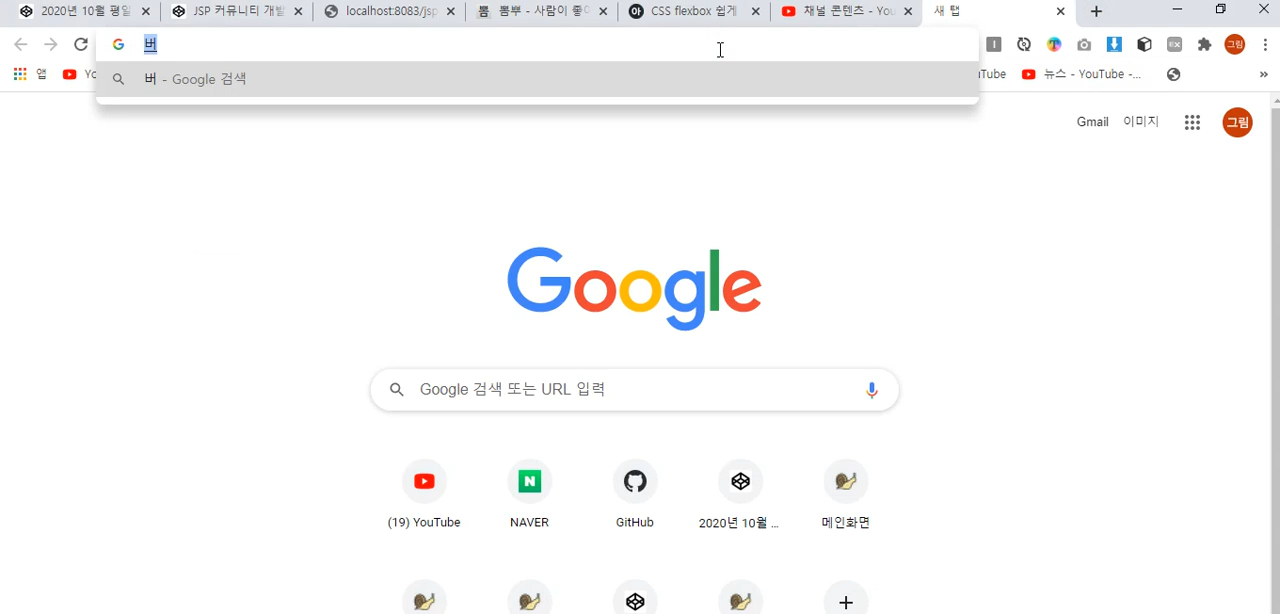 2020년 10월 평일
JSP 커뮤니티 개발
localhost:8083/jsp
뽐뿌 - 사람이 좋아
CSS flexbox 쉽게
채널 콘텐츠 - You
새 탭
버
그림
버 - Google 검색
앱
뉴스 - YouTube -...
Gmail
이미지
그림
Google
Google 검색 또는 URL 입력
(19) YouTube
NAVER
GitHub
2020년 10월 ...
메인화면